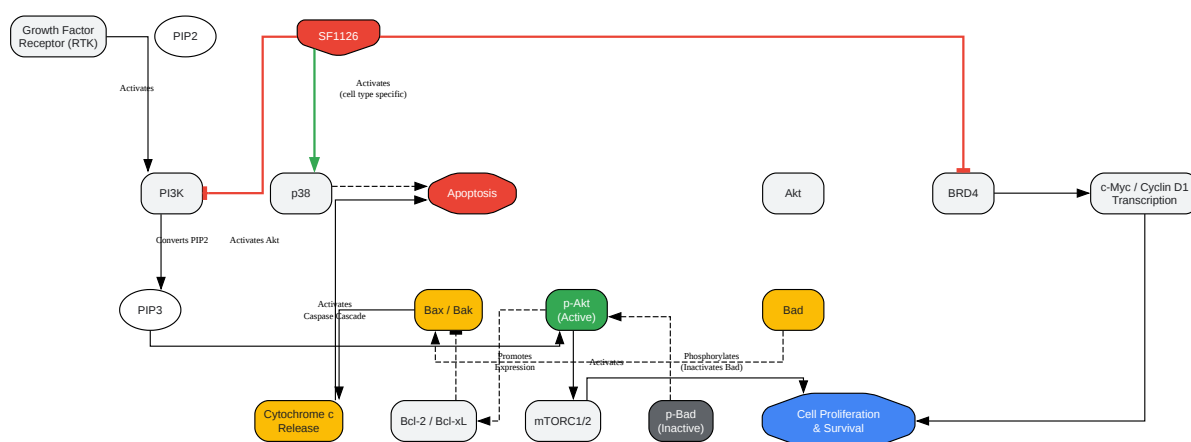 Growth Factor
Receptor (RTK)
PIP2
SF1126
Activates
Activates
(cell type specific)
PI3K
p38
Apoptosis
Akt
BRD4
c-Myc / Cyclin D1
Transcription
Converts PIP2
Activates Akt
PIP3
Activates
Caspase Cascade
Bax / Bak
p-Akt
(Active)
Bad
Promotes
Expression
Activates
Phosphorylates
(Inactivates Bad)
Cytochrome c
Release
Bcl-2 / Bcl-xL
mTORC1/2
p-Bad
(Inactive)
Cell Proliferation
& Survival